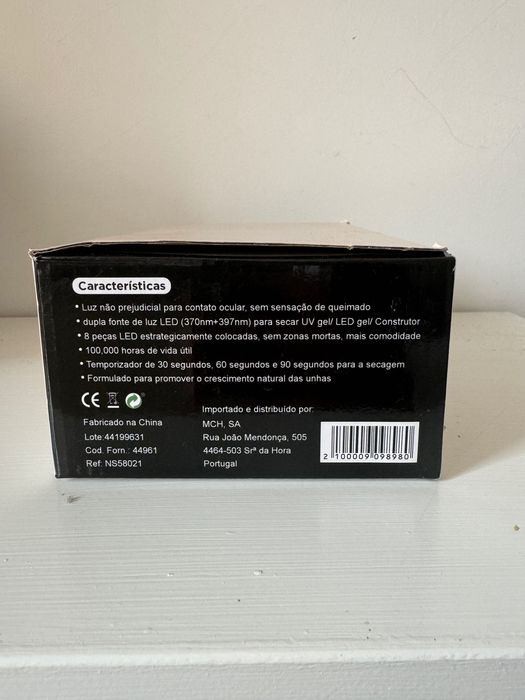 Características
• Luz não prejudicial para contato ocular, sem sensação de queimado
• dupla fonte de luz LED (370nm+397nm) para secar UV gel/ LED gel/ Construtor
• 8 peças LED estrategicamente colocadas, sem zonas mortas, mais comodidade
• 100,000 horas de vida útil
• Temporizador de 30 segundos, 60 segundos e 90 segundos para a secagem
• Formulado para promover o crescimento natural das unhas
CE
Fabricado na China
Lote 44199631
Cod. Forn.: 44961
Ref: NS58021
Importado e distribuído por:
MCH, SA
Rua João Mendonça, 505
4464-503 Srª da Hora
Portugal
2 100009 098980